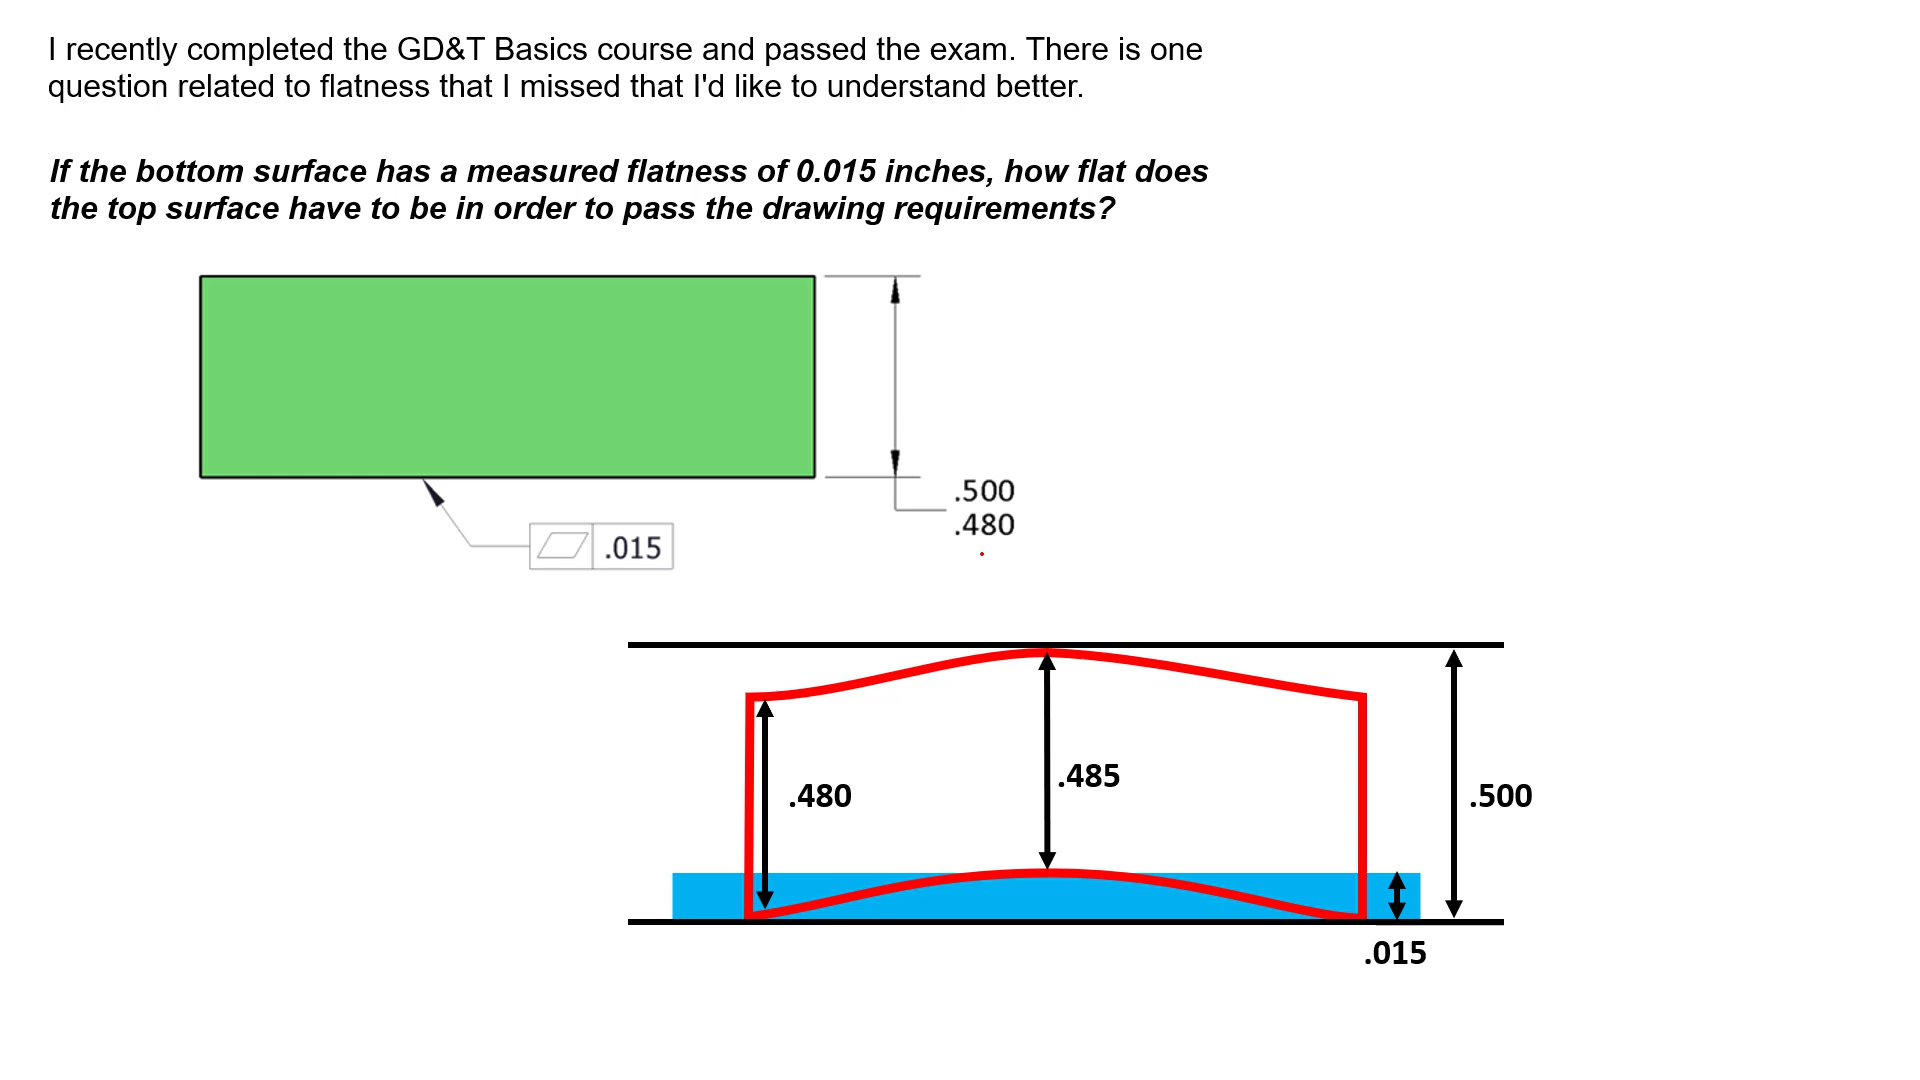 I recently completed the GD&T Basics course and passed the exam. There is one
question related to flatness that I missed that I'd like to understand better.
If the bottom surface has a measured flatness of 0.015 inches, how flat does
the top surface have to be in order to pass the drawing requirements?
.500
.480
.015
.485
.480
.500
.015